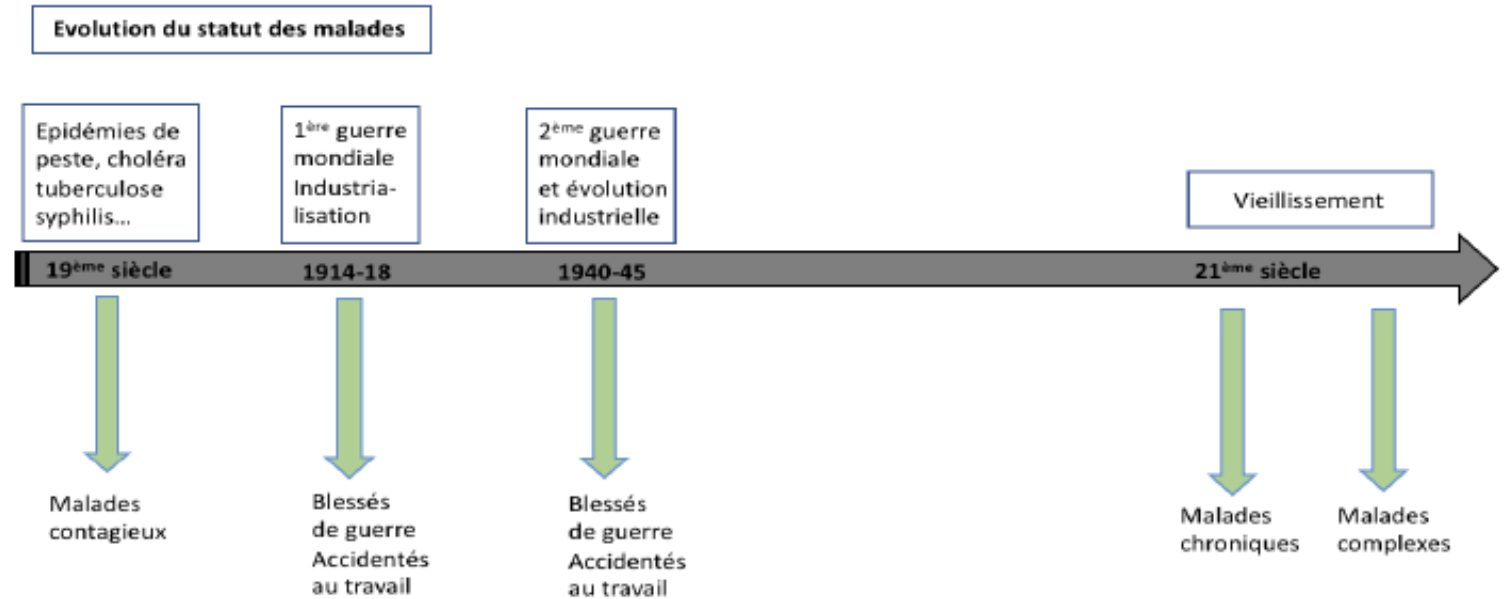 Evolution du statut des malades
Epidémies de
peste, choléra
tuberculose
syphilis...
1ère guerre
mondiale
Industria-
lisation
2ème guerre
mondiale
et évolution
industrielle
Vieillissement
19ème siècle
1914-18
1940-45
21ème siècle
Malades
contagieux
Blessés
de guerre
Accidentés
au travail
Blessés
de guerre
Accidentés
au travail
Malades
chroniques
Malades
complexes